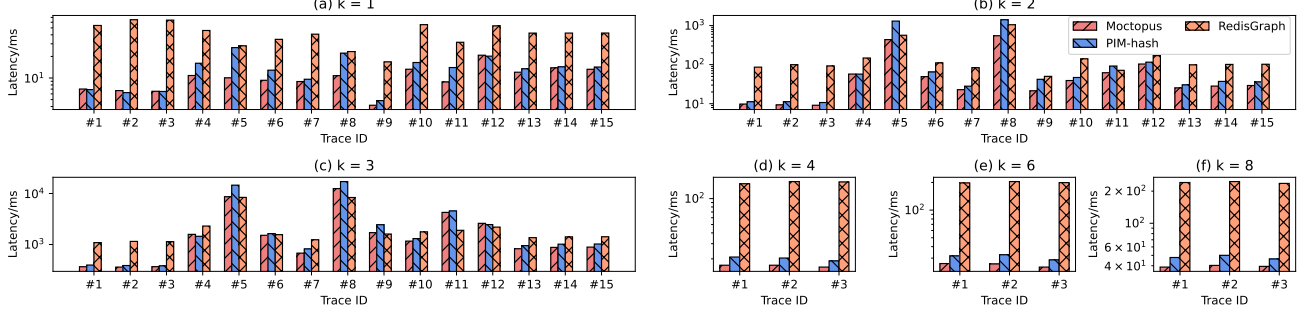 (a) k = 1
Latency/ms
10¹
#1 #2 #3 #4 #5 #6 #7 #8 #9 #10 #11 #12 #13 #14 #15
Trace ID
(b) k = 2
Latency/ms
10³
10²
10¹
Moctopus
PIM-hash
RedisGraph
#1 #2 #3 #4 #5 #6 #7 #8 #9 #10 #11 #12 #13 #14 #15
Trace ID
(c) k = 3
Latency/ms
10⁴
10³
#1 #2 #3 #4 #5 #6 #7 #8 #9 #10 #11 #12 #13 #14 #15
Trace ID
(d) k = 4
Latency/ms
10²
#1 #2 #3
Trace ID
(e) k = 6
Latency/ms
10²
#1 #2 #3
Trace ID
(f) k = 8
Latency/ms
2 × 10²
10²
6 × 10¹
4 × 10¹
#1 #2 #3
Trace ID